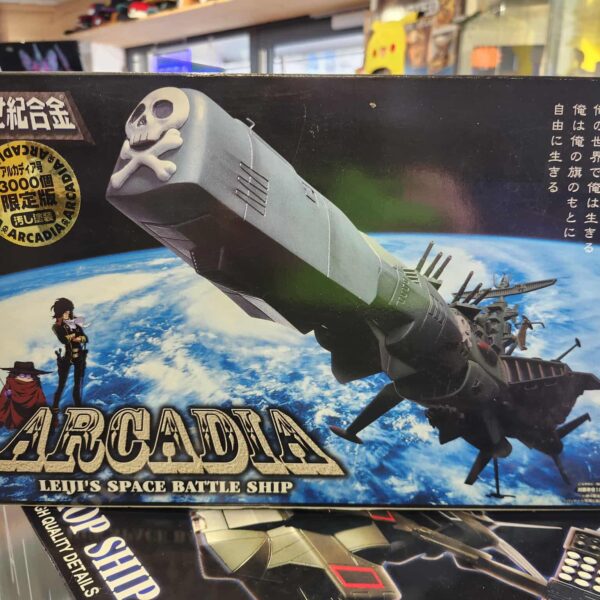 世紀合金
ARCADIA
アルカディア号
3000個
限定版
汚し塗装
ARCADIA
俺の世界で俺は生きる
俺は俺の旗のもとに
自由に生きる
ARCADIA
LEIJI'S SPACE BATTLE SHIP
OP SHIP
GH QUALITY DETAILS